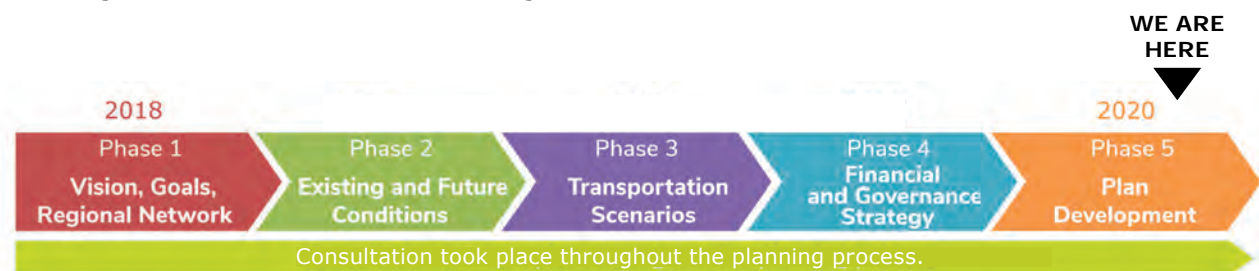 WE ARE
HERE
2018
2020
Phase 1
Vision, Goals,
Regional Network
Phase 2
Existing and Future
Conditions
Phase 3
Transportation
Scenarios
Phase 4
Financial
and Governance
Strategy
Phase 5
Plan
Development
Consultation took place throughout the planning process.